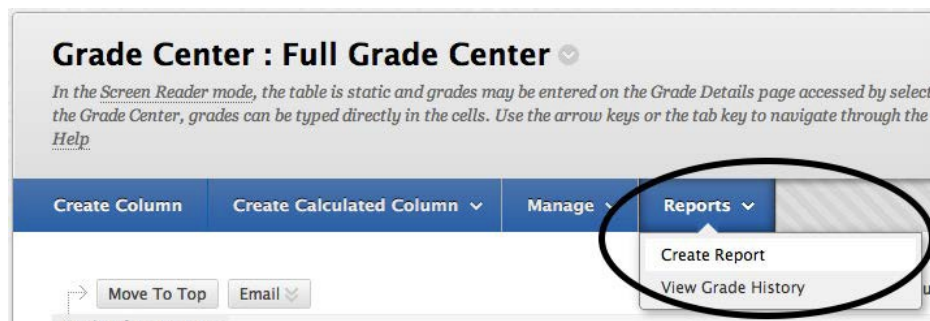 Grade Center : Full Grade Center
In the Screen Reader mode, the table is static and grades may be entered on the Grade Details page accessed by select
the Grade Center, grades can be typed directly in the cells. Use the arrow keys or the tab key to navigate through the
Help
Create Column Create Calculated Column Manage Reports
Create Report
View Grade History
Move To Top Email